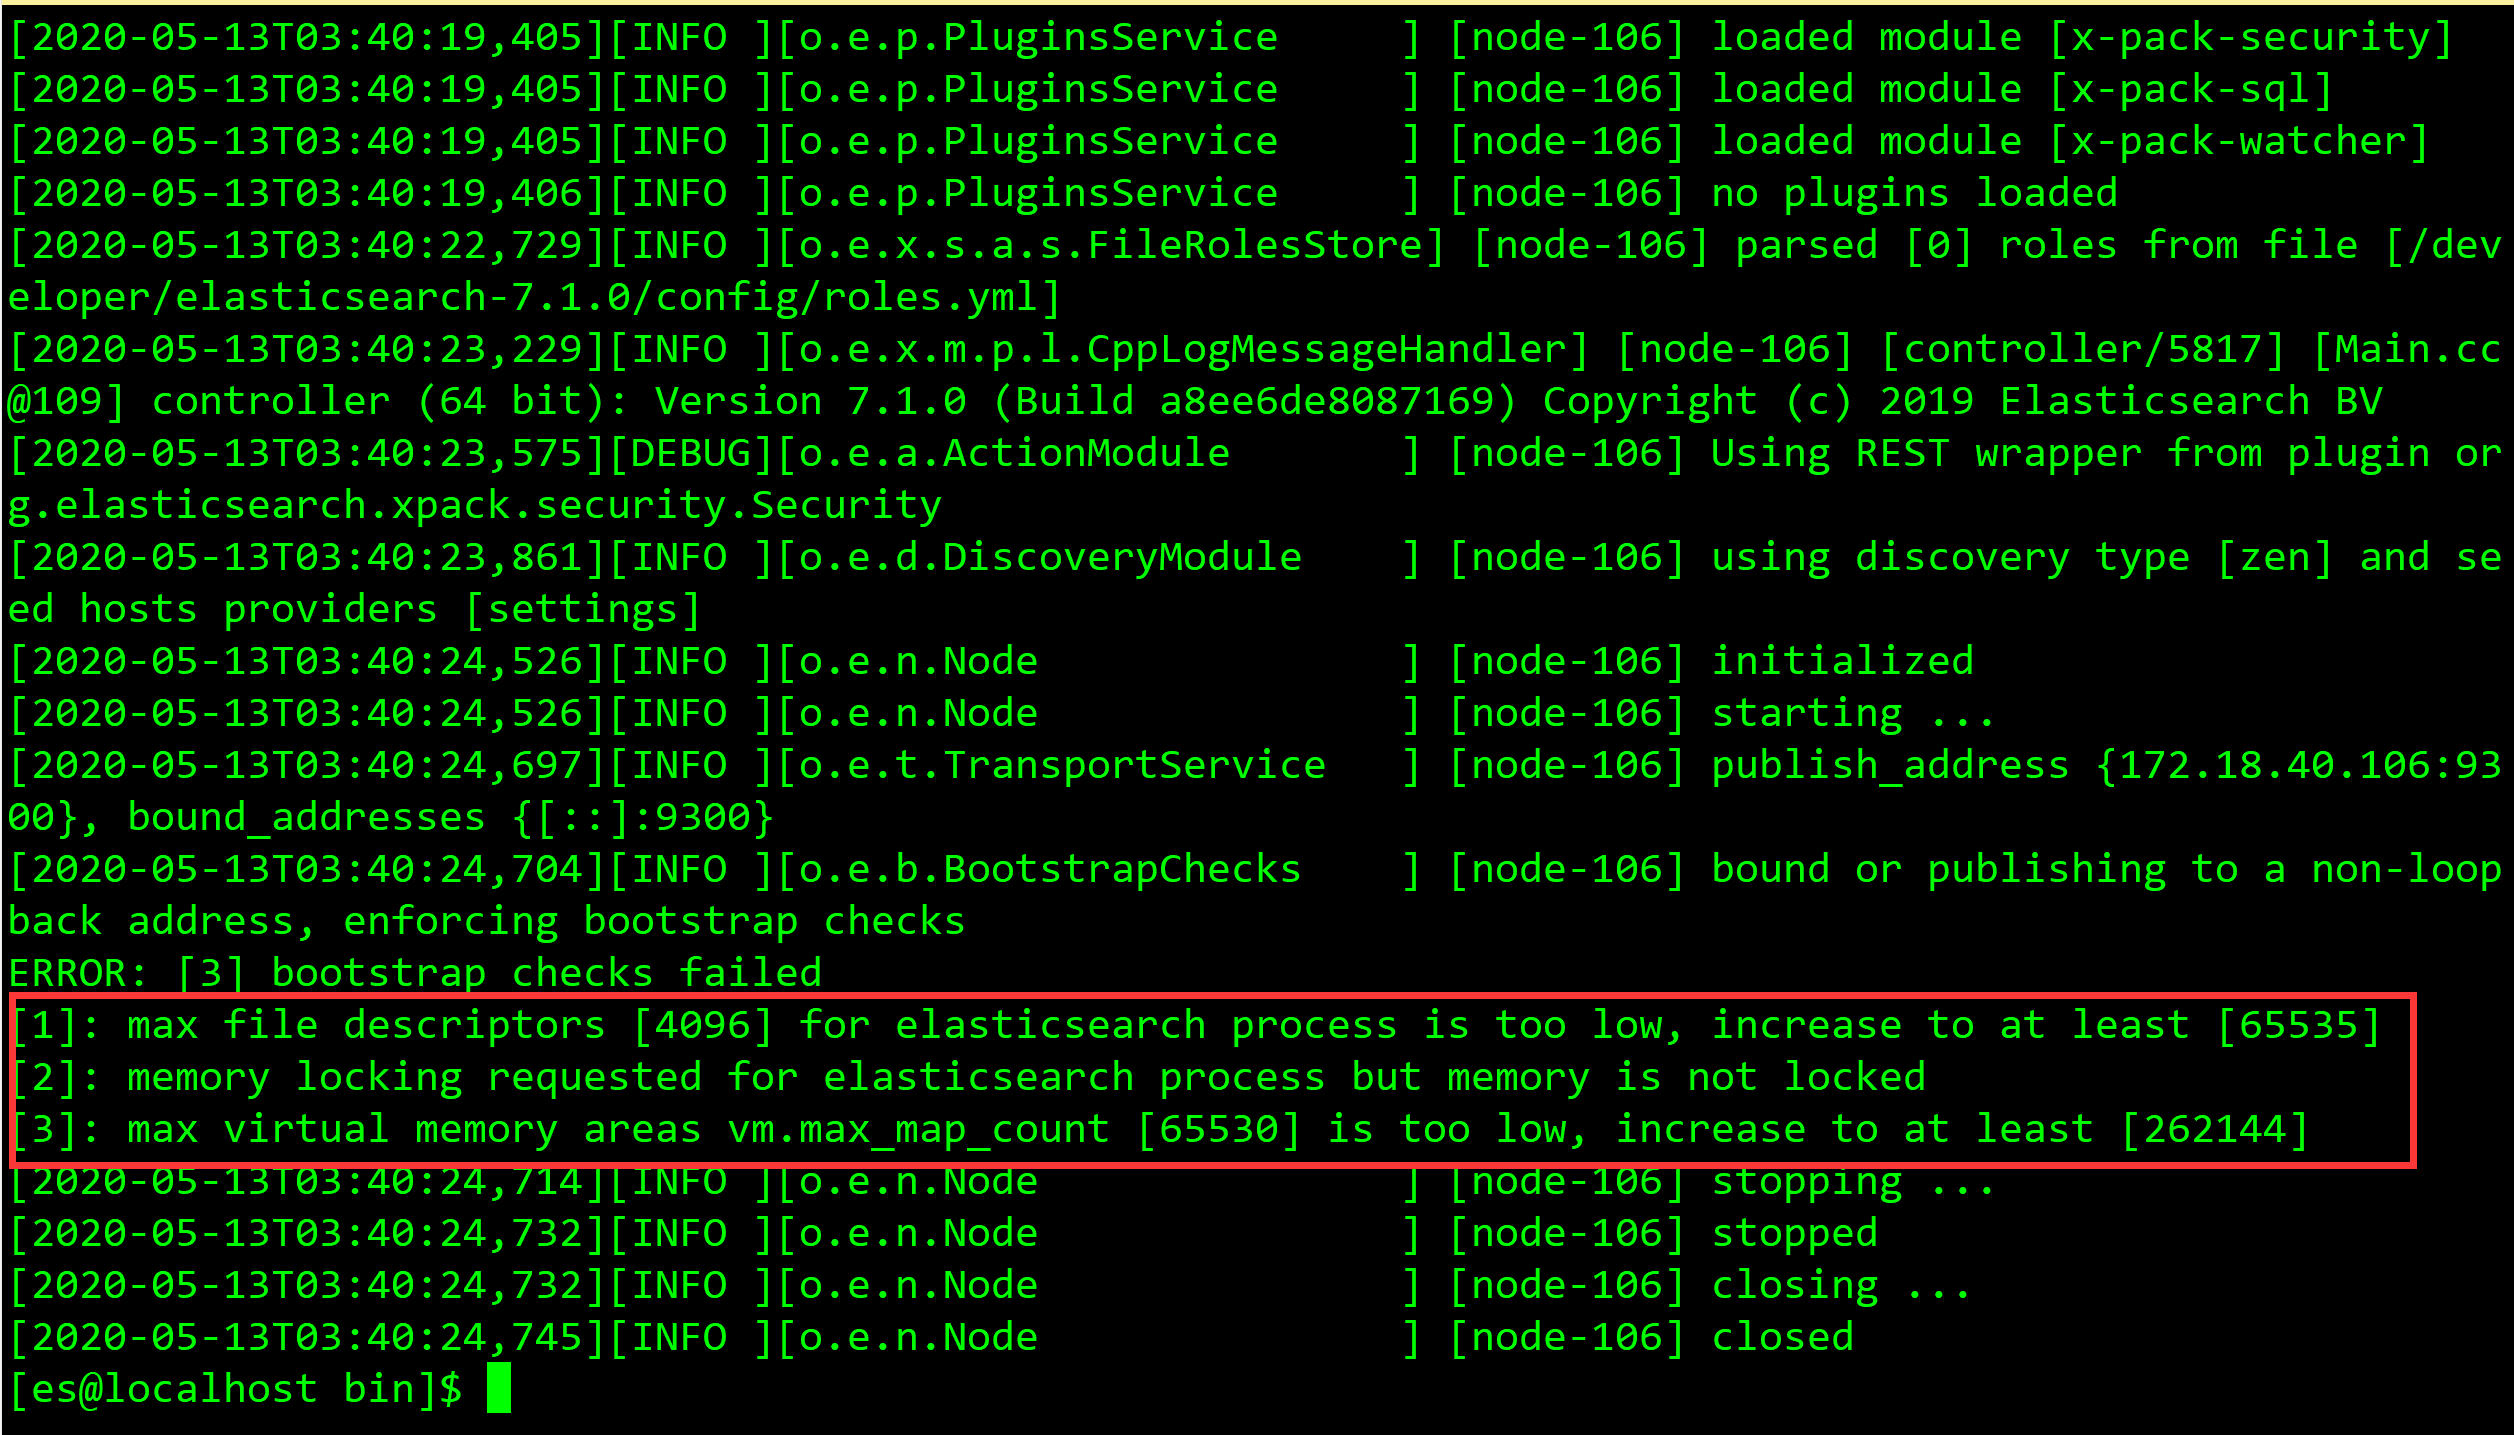 [2020-05-13T03:40:19,405][INFO ][o.e.p.PluginsService     ] [node-106] loaded module [x-pack-security]
[2020-05-13T03:40:19,405][INFO ][o.e.p.PluginsService     ] [node-106] loaded module [x-pack-sql]
[2020-05-13T03:40:19,405][INFO ][o.e.p.PluginsService     ] [node-106] loaded module [x-pack-watcher]
[2020-05-13T03:40:19,406][INFO ][o.e.p.PluginsService     ] [node-106] no plugins loaded
[2020-05-13T03:40:22,729][INFO ][o.e.x.s.a.s.FileRolesStore] [node-106] parsed [0] roles from file [/dev
eloper/elasticsearch-7.1.0/config/roles.yml]
[2020-05-13T03:40:23,229][INFO ][o.e.x.m.p.l.CppLogMessageHandler] [node-106] [controller/5817] [Main.cc
@109] controller (64 bit): Version 7.1.0 (Build a8ee6de8087169) Copyright (c) 2019 Elasticsearch BV
[2020-05-13T03:40:23,575][DEBUG][o.e.a.ActionModule       ] [node-106] Using REST wrapper from plugin or
g.elasticsearch.xpack.security.Security
[2020-05-13T03:40:23,861][INFO ][o.e.d.DiscoveryModule    ] [node-106] using discovery type [zen] and se
ed hosts providers [settings]
[2020-05-13T03:40:24,526][INFO ][o.e.n.Node               ] [node-106] initialized
[2020-05-13T03:40:24,526][INFO ][o.e.n.Node               ] [node-106] starting ...
[2020-05-13T03:40:24,697][INFO ][o.e.t.TransportService   ] [node-106] publish_address {172.18.40.106:93
00}, bound_addresses {[::]:9300}
[2020-05-13T03:40:24,704][INFO ][o.e.b.BootstrapChecks    ] [node-106] bound or publishing to a non-loop
back address, enforcing bootstrap checks
ERROR: [3] bootstrap checks failed
[1]: max file descriptors [4096] for elasticsearch process is too low, increase to at least [65535]
[2]: memory locking requested for elasticsearch process but memory is not locked
[3]: max virtual memory areas vm.max_map_count [65530] is too low, increase to at least [262144]
[2020-05-13T03:40:24,714][INFO ][o.e.n.Node               ] [node-106] stopping ...
[2020-05-13T03:40:24,732][INFO ][o.e.n.Node               ] [node-106] stopped
[2020-05-13T03:40:24,732][INFO ][o.e.n.Node               ] [node-106] closing ...
[2020-05-13T03:40:24,745][INFO ][o.e.n.Node               ] [node-106] closed
[es@localhost bin]$